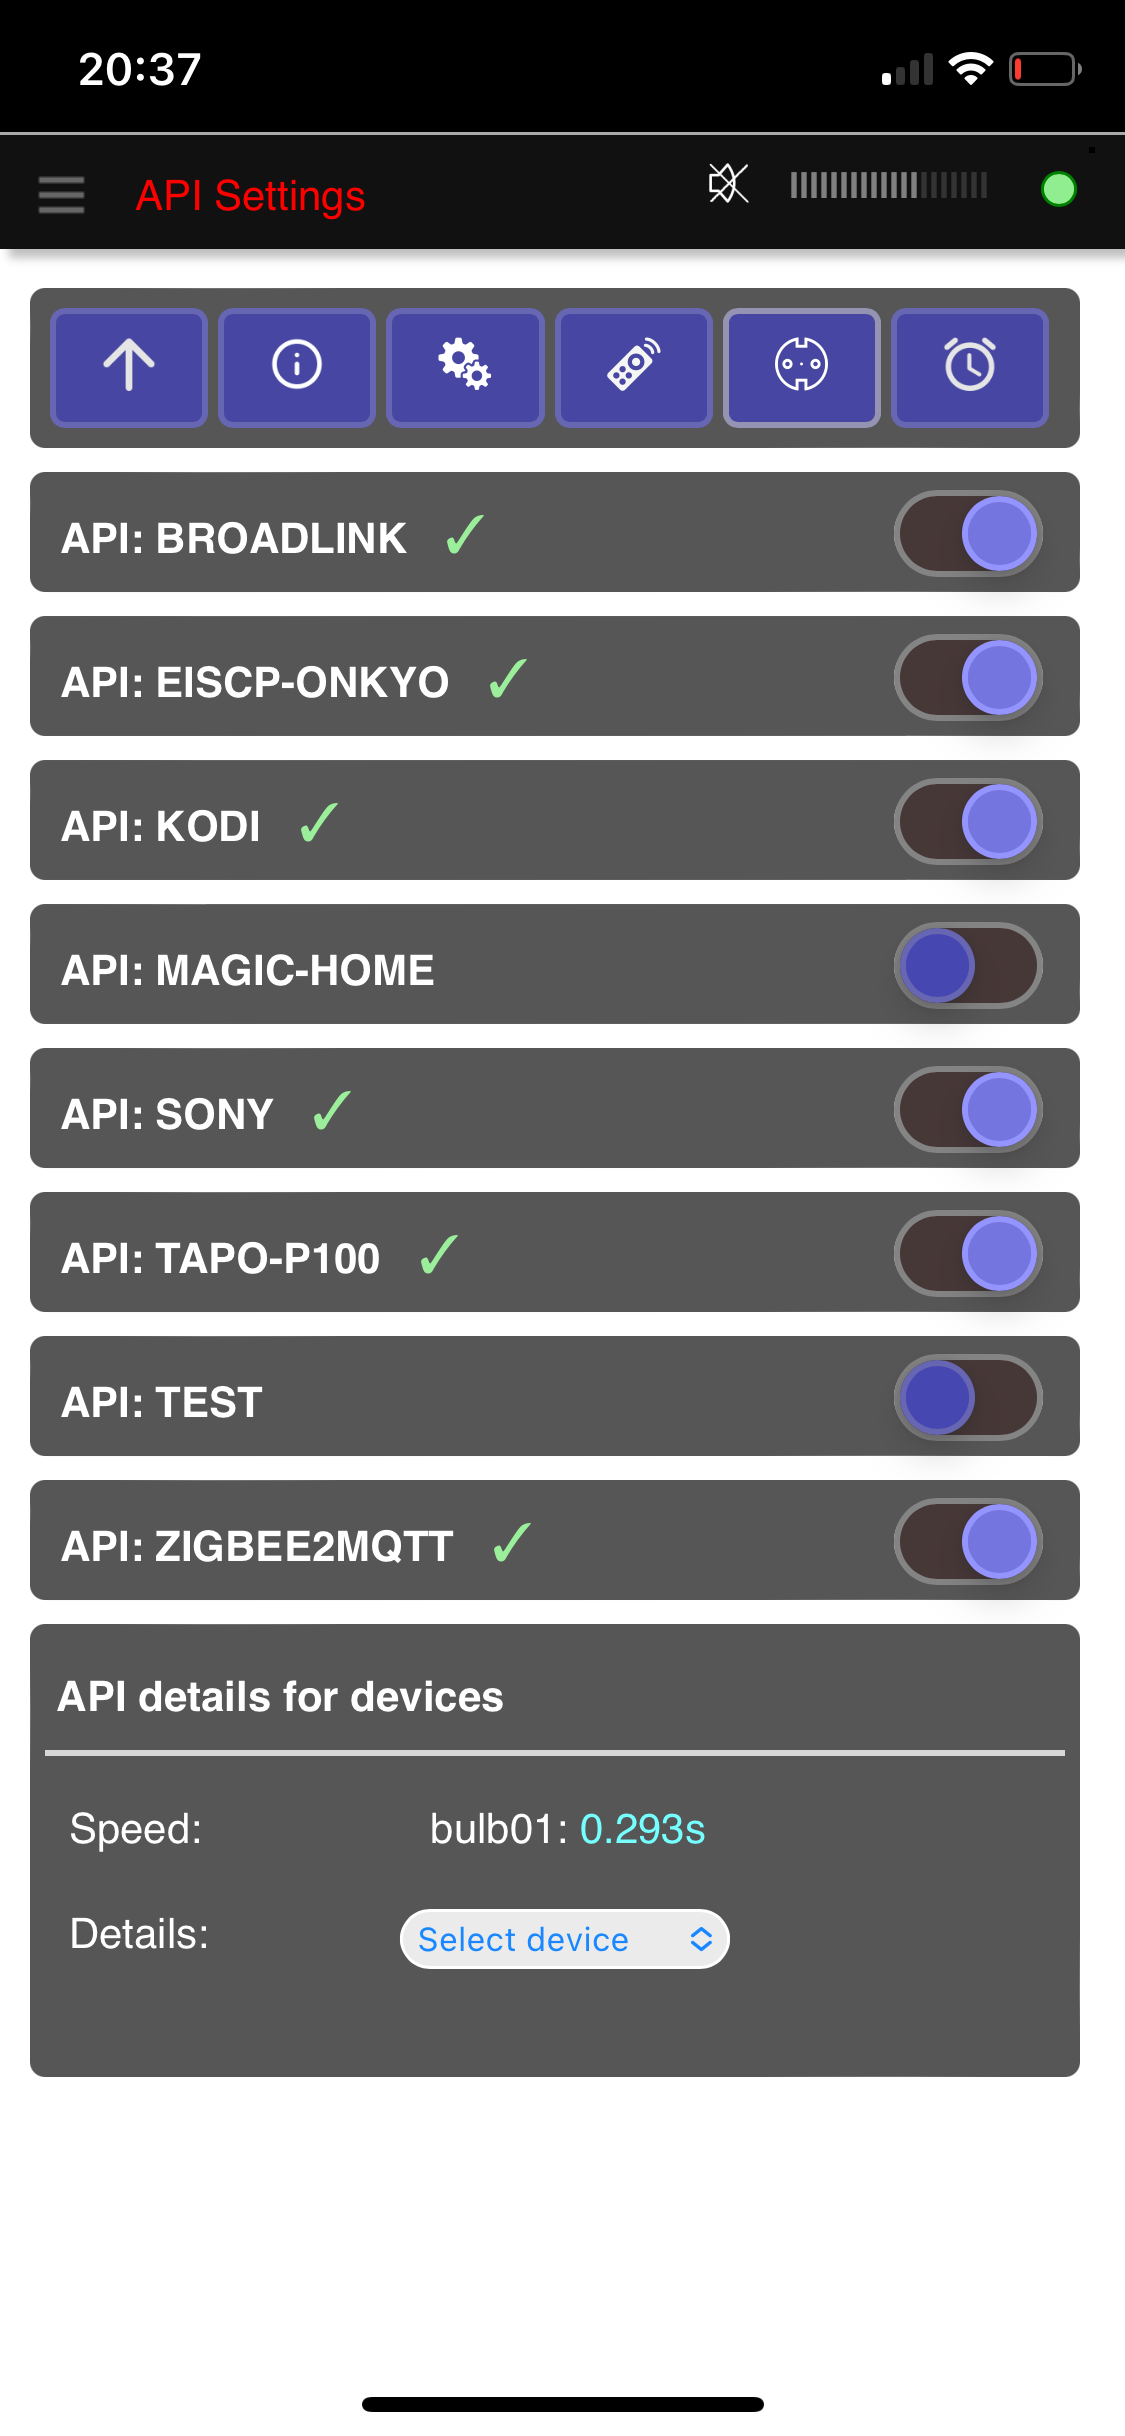 20:37
API Settings
API: BROADLINK ✓
API: EISCP-ONKYO ✓
API: KODI ✓
API: MAGIC-HOME
API: SONY ✓
API: TAPO-P100 ✓
API: TEST
API: ZIGBEE2MQTT ✓
API details for devices
Speed: bulb01: 0.293s
Details: Select device